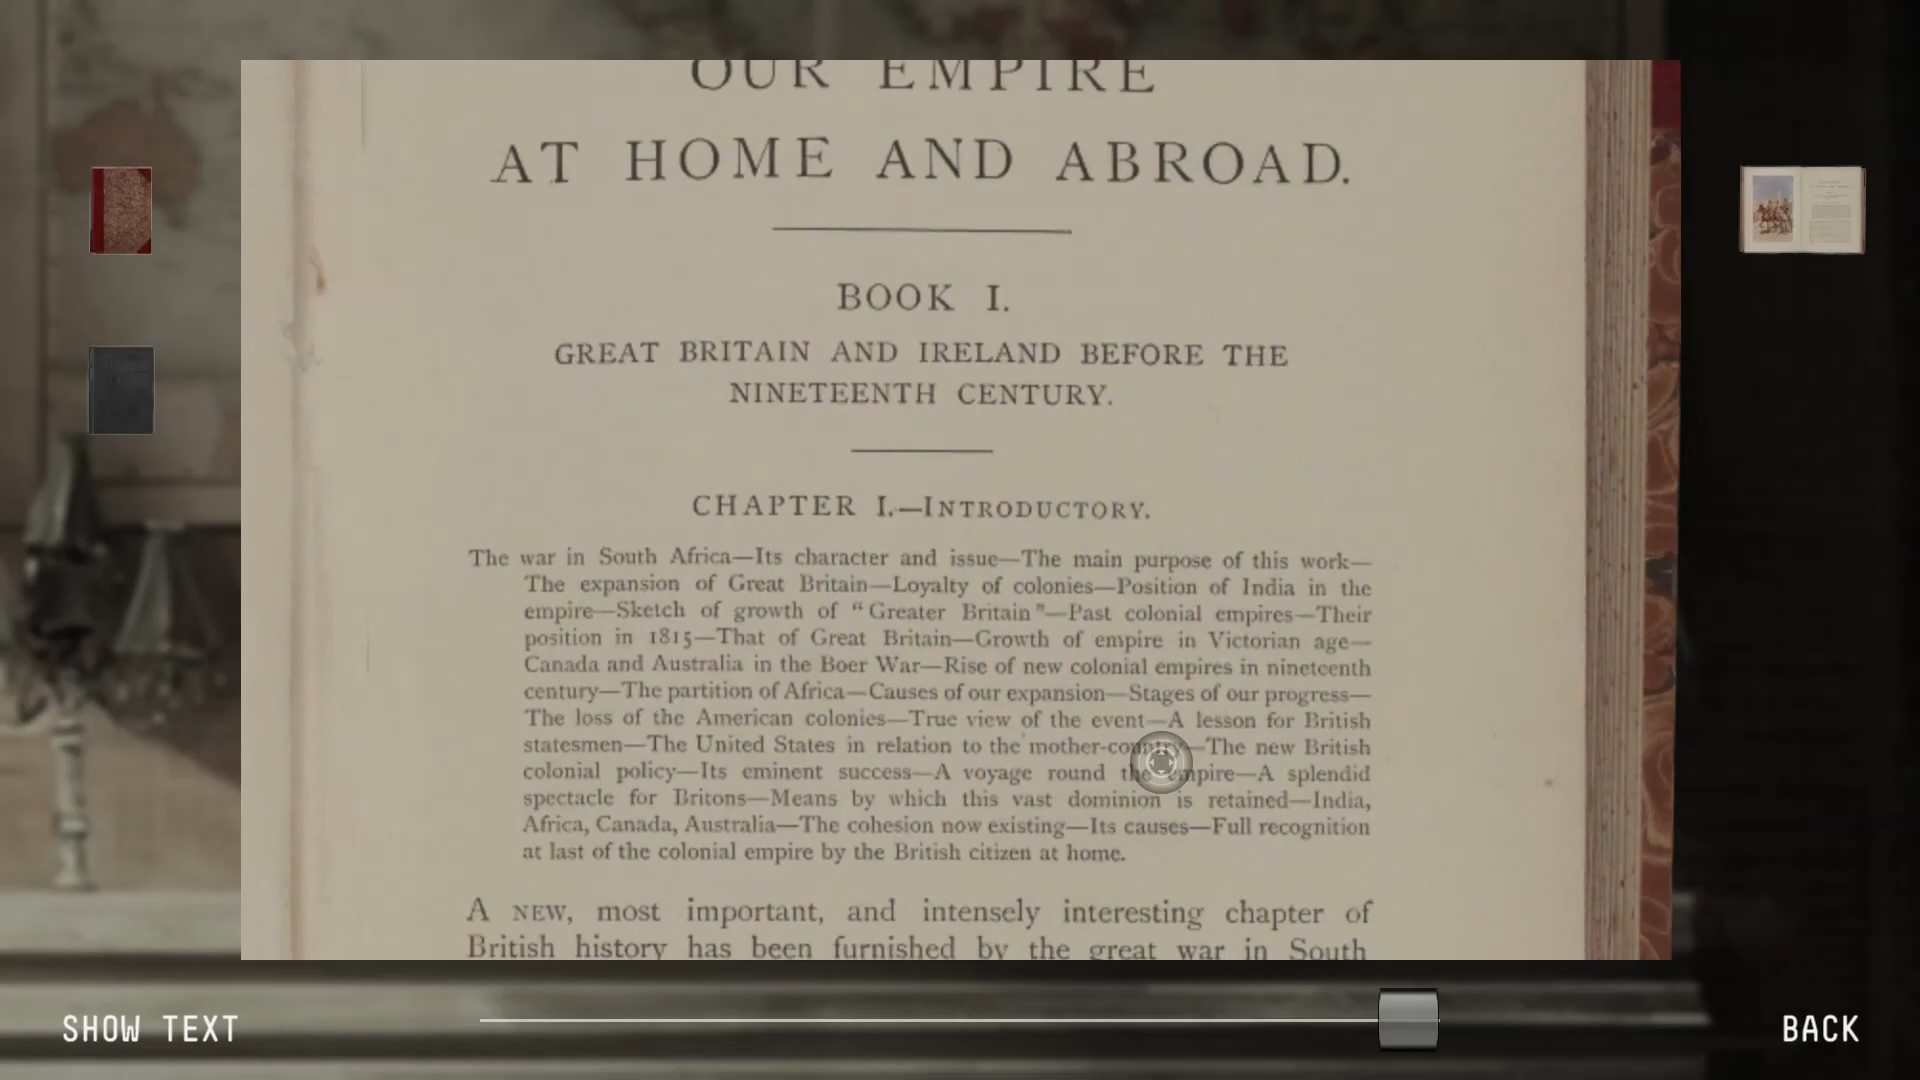 OUR EMPIRE
AT HOME AND ABROAD.
BOOK I.
GREAT BRITAIN AND IRELAND BEFORE THE
NINETEENTH CENTURY.
CHAPTER I.—INTRODUCTORY.
The war in South Africa—Its character and issue—The main purpose of this work—
The expansion of Great Britain—Loyalty of colonies—Position of India in the
empire—Sketch of growth of "Greater Britain"—Past colonial empires—Their
position in 1815—That of Great Britain—Growth of empire in Victorian age—
Canada and Australia in the Boer War—Rise of new colonial empires in nineteenth
century—The partition of Africa—Causes of our expansion—Stages of our progress—
The loss of the American colonies—True view of the event—A lesson for British
statesmen—The United States in relation to the mother-country—The new British
colonial policy—Its eminent success—A voyage round the empire—A splendid
spectacle for Britons—Means by which this vast dominion is retained—India,
Africa, Canada, Australia—The cohesion now existing—Its causes—Full recognition
at last of the colonial empire by the British citizen at home.
A NEW, most important, and intensely interesting chapter of
British history has been furnished by the great war in South
SHOW TEXT
BACK